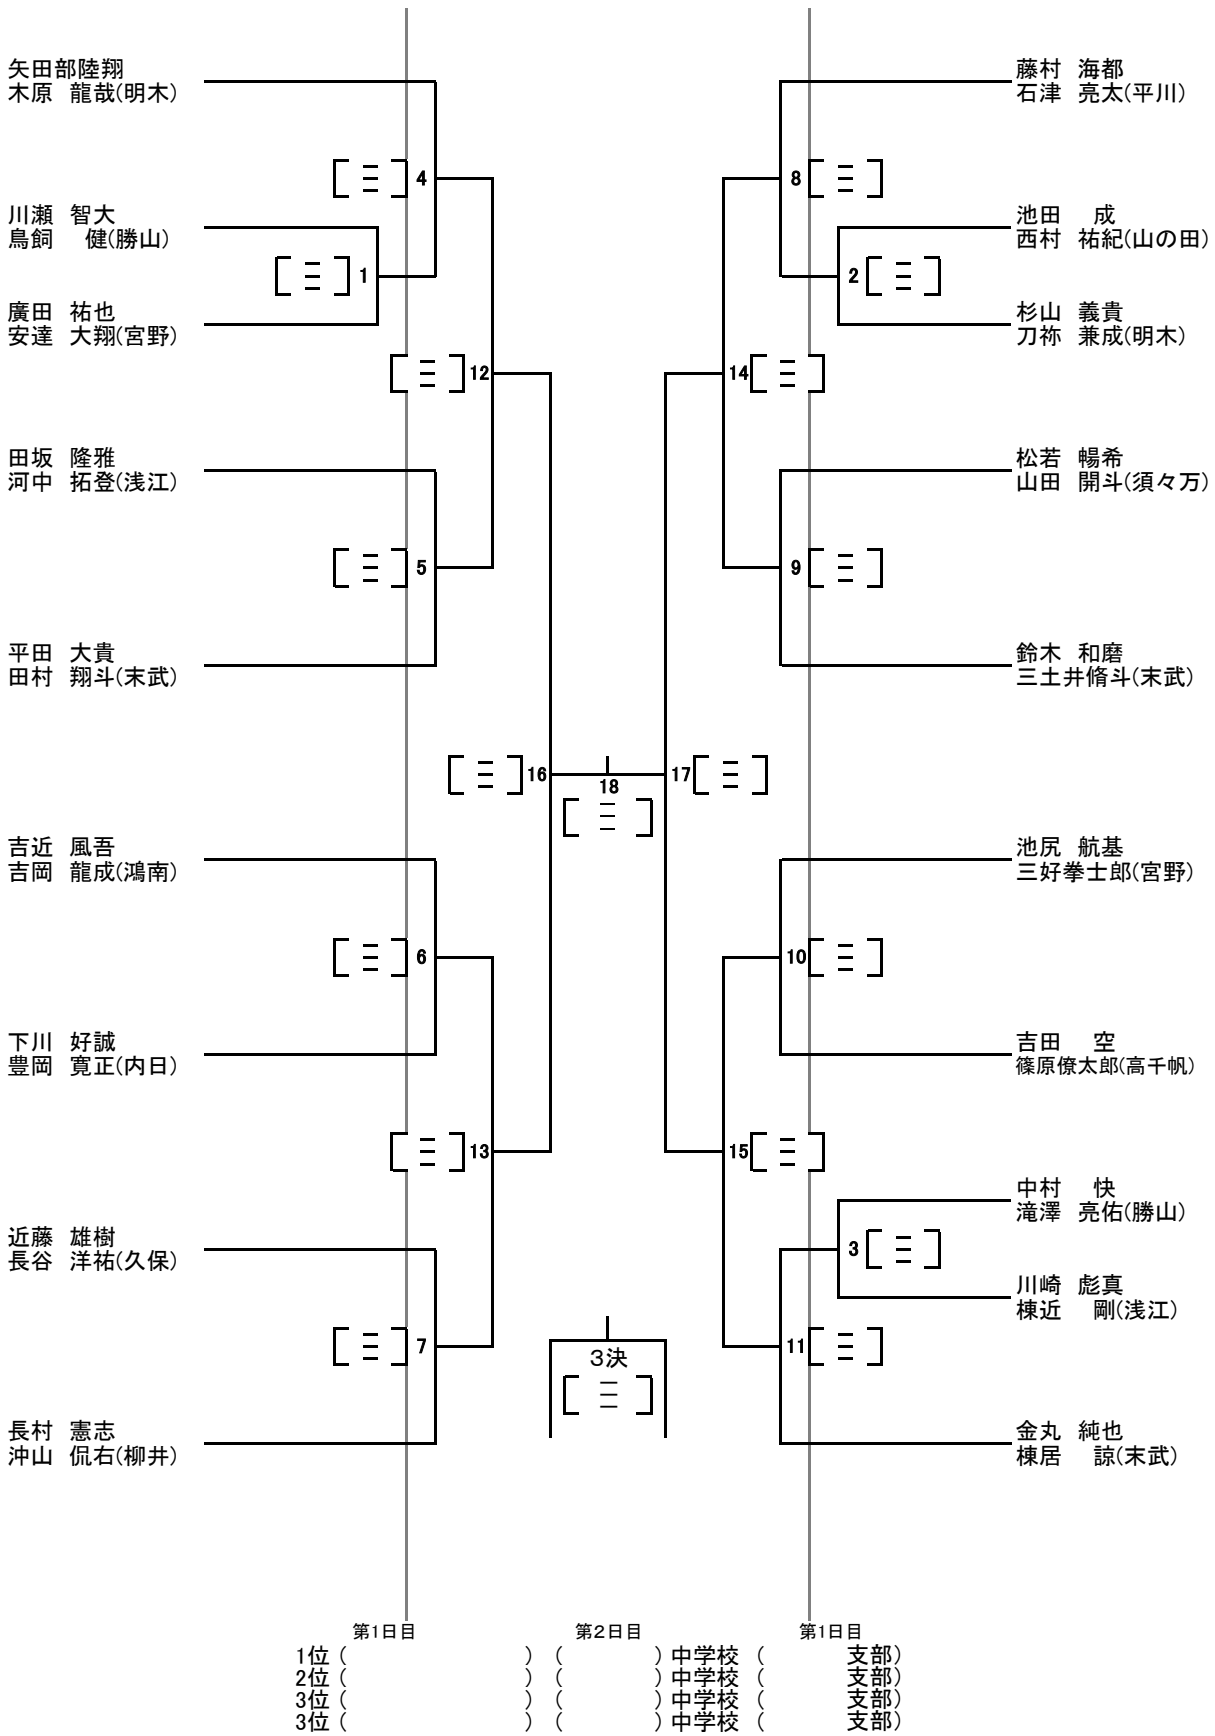 矢田部陸翔
木原 龍哉(明木)
4
川瀬 智大
鳥飼 健(勝山)
1
廣田 祐也
安達 大翔(宮野)
12
田坂 隆雅
河中 拓登(浅江)
5
平田 大貴
田村 翔斗(末武)
16
吉近 風吾
吉岡 龍成(鴻南)
6
下川 好誠
豊岡 寛正(内日)
13
近藤 雄樹
長谷 洋祐(久保)
7
長村 憲志
沖山 侃右(柳井)
18
3決
藤村 海都
石津 亮太(平川)
8
池田 成
西村 祐紀(山の田)
2
杉山 義貴
刀祢 兼成(明木)
14
松若 暢希
山田 開斗(須々万)
9
鈴木 和磨
三土井脩斗(末武)
17
池尻 航基
三好拳士郎(宮野)
10
吉田 空
篠原僚太郎(高千帆)
15
中村 快
滝澤 亮佑(勝山)
3
川崎 彪真
棟近 剛(浅江)
11
金丸 純也
棟居 諒(末武)
第1日目 第2日目 第1日目
1位 ( ) ( ) 中学校 ( 支部)
2位 ( ) ( ) 中学校 ( 支部)
3位 ( ) ( ) 中学校 ( 支部)
3位 ( ) ( ) 中学校 ( 支部)